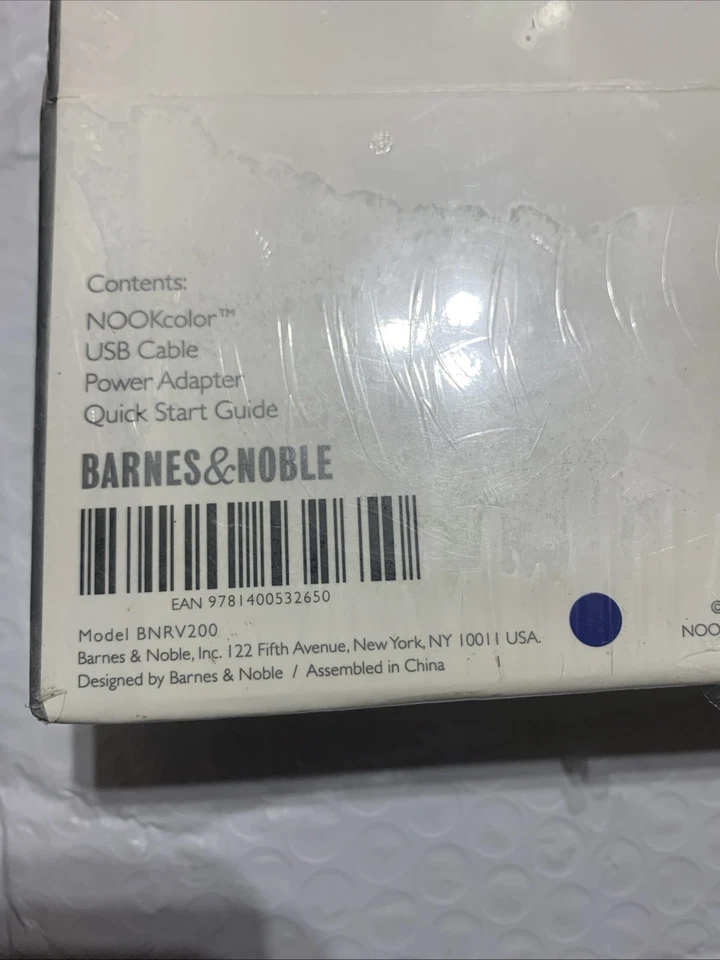 Contents:
NOOKcolor™
USB Cable
Power Adapter
Quick Start Guide
BARNES&NOBLE
EAN 9781400532650
Model BNRV200
Barnes & Noble, Inc. 122 Fifth Avenue, New York, NY 10011 USA.
Designed by Barnes & Noble / Assembled in China
©
NOO